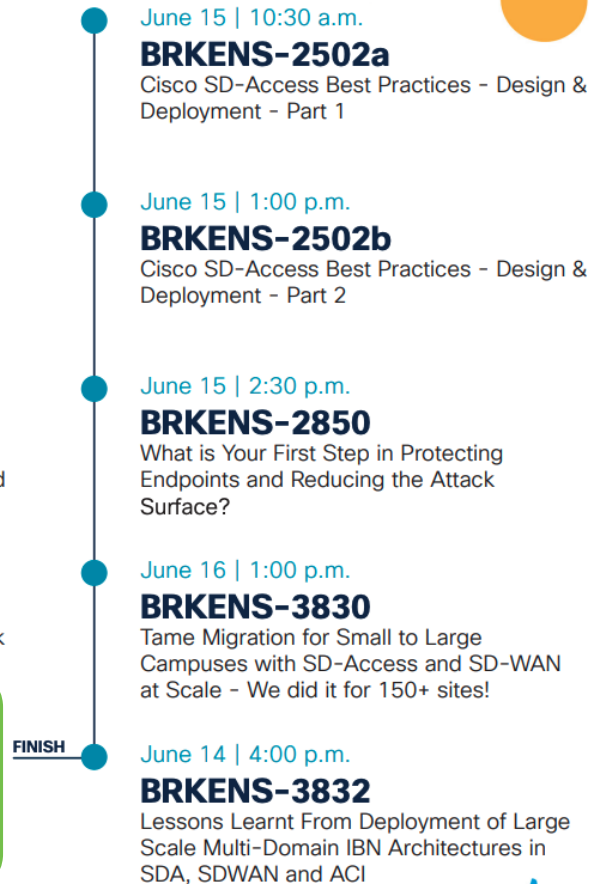 June 15 | 10:30 a.m.
BRKENS-2502a
Cisco SD-Access Best Practices - Design &
Deployment - Part 1
June 15 | 1:00 p.m.
BRKENS-2502b
Cisco SD-Access Best Practices - Design &
Deployment - Part 2
June 15 | 2:30 p.m.
BRKENS-2850
What is Your First Step in Protecting
Endpoints and Reducing the Attack
Surface?
June 16 | 1:00 p.m.
BRKENS-3830
Tame Migration for Small to Large
Campuses with SD-Access and SD-WAN
at Scale - We did it for 150+ sites!
FINISH
June 14 | 4:00 p.m.
BRKENS-3832
Lessons Learnt From Deployment of Large
Scale Multi-Domain IBN Architectures in
SDA, SDWAN and ACI